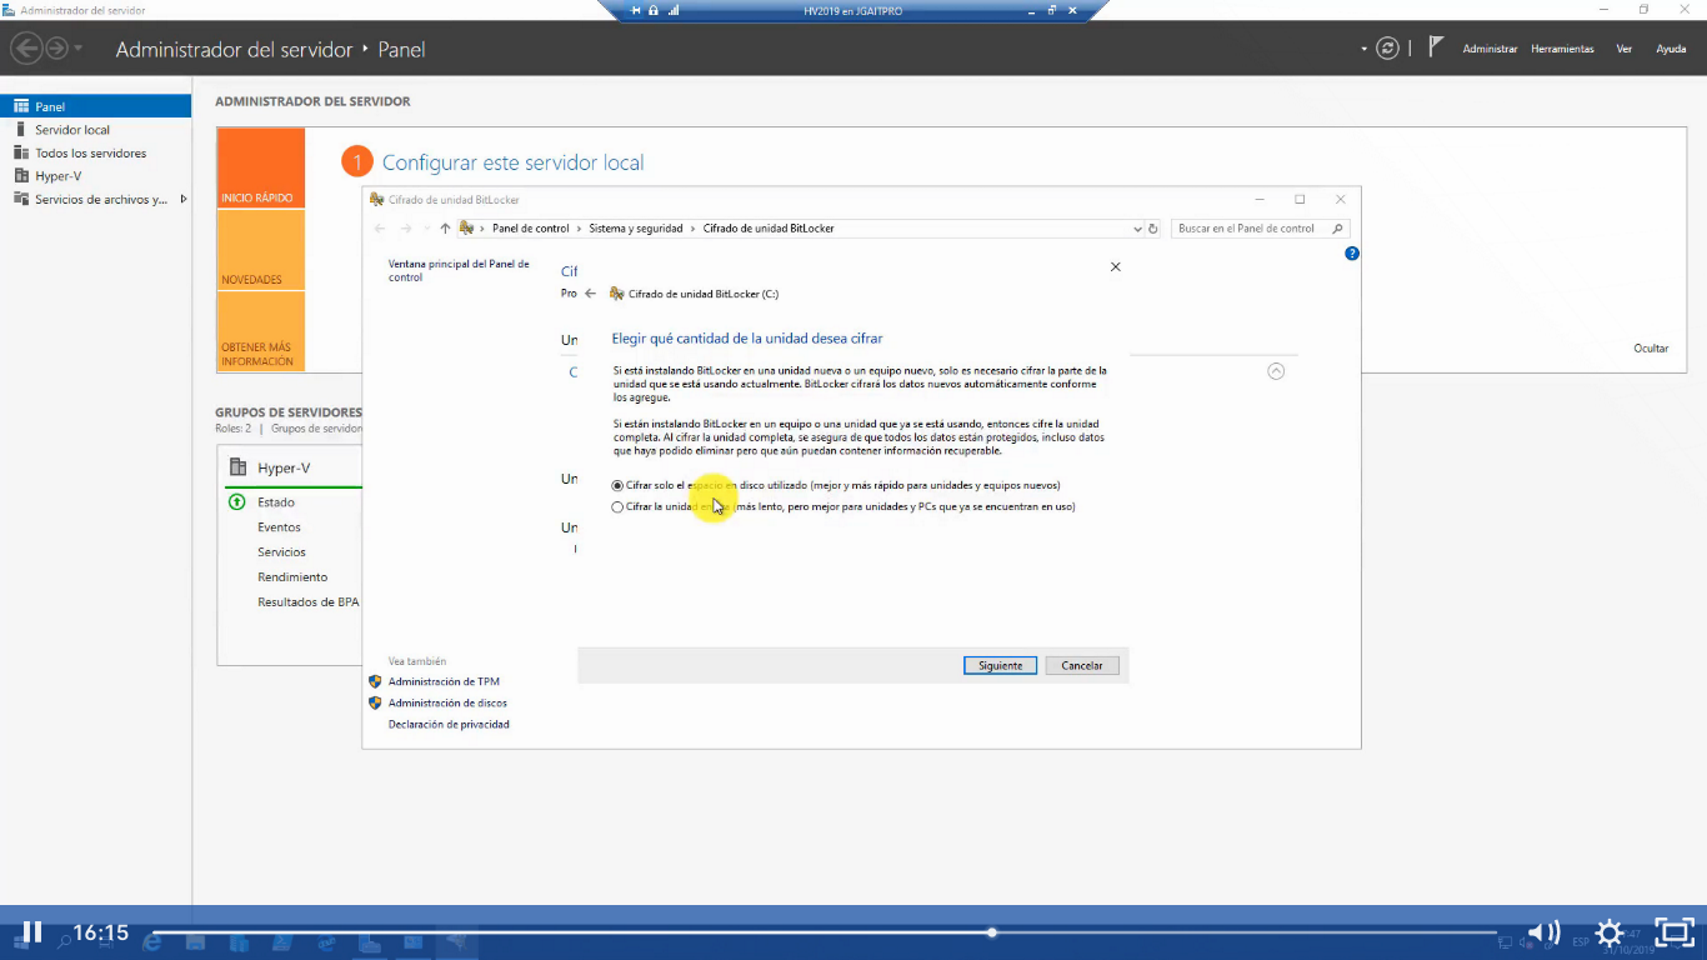 Administrador del servidor
HV2019 en JGAITPRO
Administrador del servidor
Panel
Administrar
Herramientas
Ver
Ayuda
Panel
Servidor local
Todos los servidores
Hyper-V
Servicios de archivos y...
ADMINISTRADOR DEL SERVIDOR
INICIO RÁPIDO
NOVEDADES
OBTENER MÁS
INFORMACIÓN
1
Configurar este servidor local
Ocultar
GRUPOS DE SERVIDORES
Roles: 2 | Grupos de servidor
Hyper-V
Estado
Eventos
Servicios
Rendimiento
Resultados de BPA
Cifrado de unidad BitLocker
Panel de control
Sistema y seguridad
Cifrado de unidad BitLocker
Buscar en el Panel de control
Ventana principal del Panel de
control
Cif
Pro
Un
C
Un
Un
Cifrado de unidad BitLocker (C:)
Elegir qué cantidad de la unidad desea cifrar
Si está instalando BitLocker en una unidad nueva o un equipo nuevo, solo es necesario cifrar la parte de la
unidad que se está usando actualmente. BitLocker cifrará los datos nuevos automáticamente conforme
los agregue.
Si están instalando BitLocker en un equipo o una unidad que ya se está usando, entonces cifre la unidad
completa. Al cifrar la unidad completa, se asegura de que todos los datos están protegidos, incluso datos
que haya podido eliminar pero que aún puedan contener información recuperable.
Cifrar solo el espacio en disco utilizado (mejor y más rápido para unidades y equipos nuevos)
Cifrar la unidad (más lento, pero mejor para unidades y PCs que ya se encuentran en uso)
Siguiente
Cancelar
Vea también
Administración de TPM
Administración de discos
Declaración de privacidad
16:15
ESP
31/10/2019